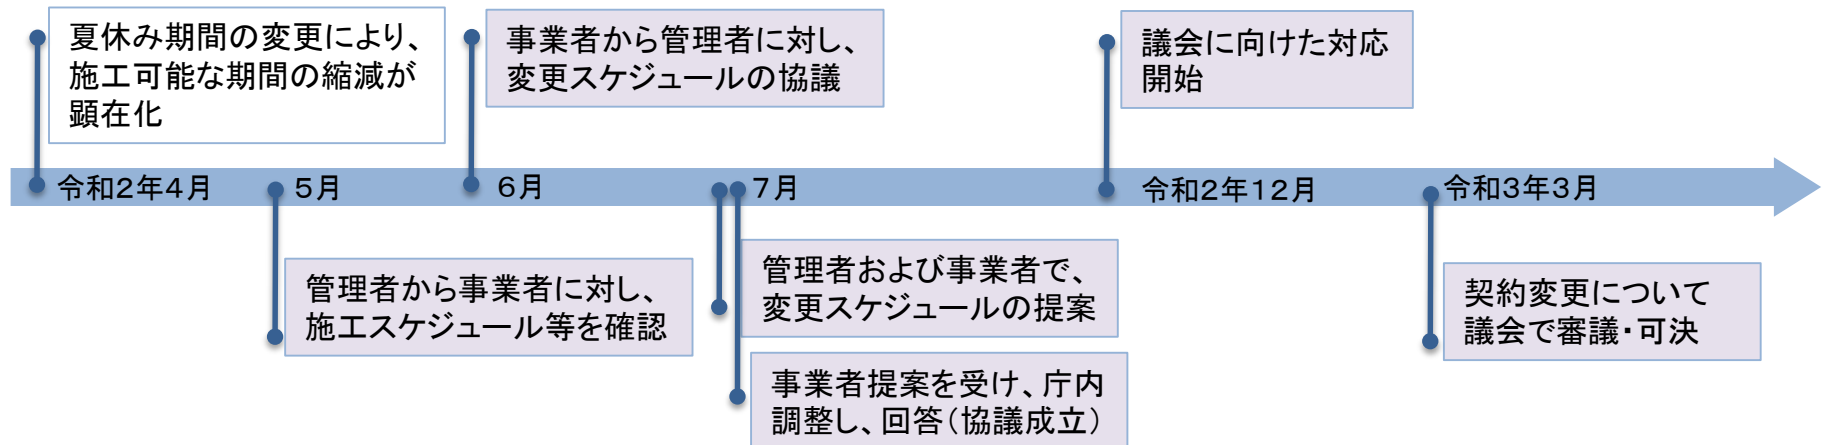 夏休み期間の変更により、
施工可能な期間の縮減が
顕在化
事業者から管理者に対し、
変更スケジュールの協議
議会に向けた対応
開始
令和2年4月
5月
6月
7月
令和2年12月
令和3年3月
管理者から事業者に対し、
施工スケジュール等を確認
管理者および事業者で、
変更スケジュールの提案
事業者提案を受け、庁内
調整し、回答(協議成立)
契約変更について
議会で審議・可決